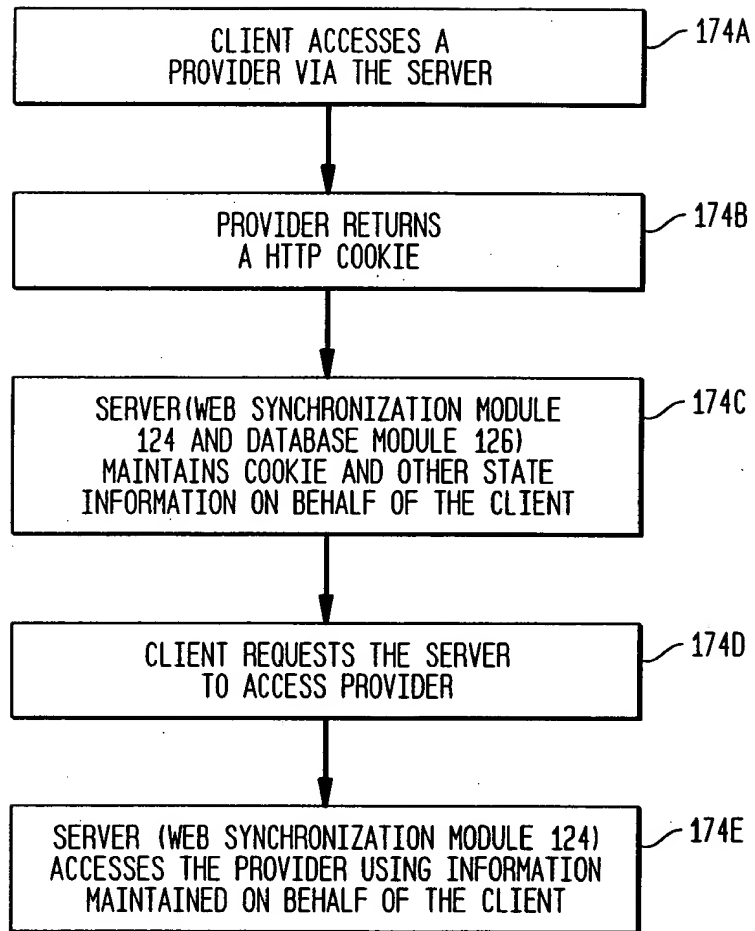 CLIENT ACCESSES A
PROVIDER VIA THE SERVER
174A
PROVIDER RETURNS
A HTTP COOKIE
174B
SERVER(WEB SYNCHRONIZATION MODULE
124 AND DATABASE MODULE 126)
MAINTAINS COOKIE AND OTHER STATE
INFORMATION ON BEHALF OF THE CLIENT
174C
CLIENT REQUESTS THE SERVER
TO ACCESS PROVIDER
174D
SERVER (WEB SYNCHRONIZATION MODULE 124)
ACCESSES THE PROVIDER USING INFORMATION
MAINTAINED ON BEHALF OF THE CLIENT
174E